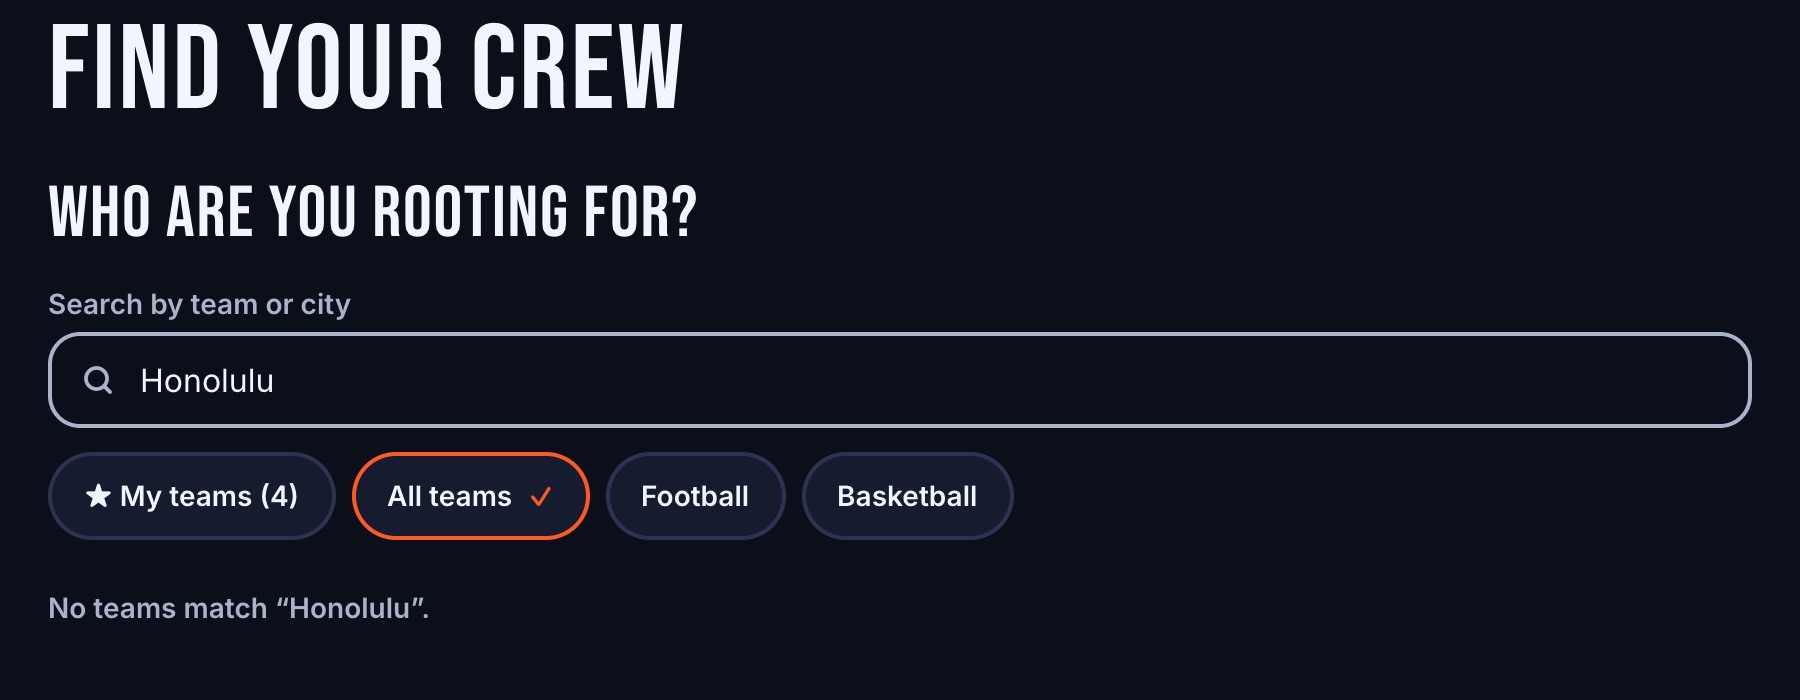 FIND YOUR CREW
WHO ARE YOU ROOTING FOR?
Search by team or city
Honolulu
★ My teams (4) All teams ✓ Football Basketball
No teams match “Honolulu”.